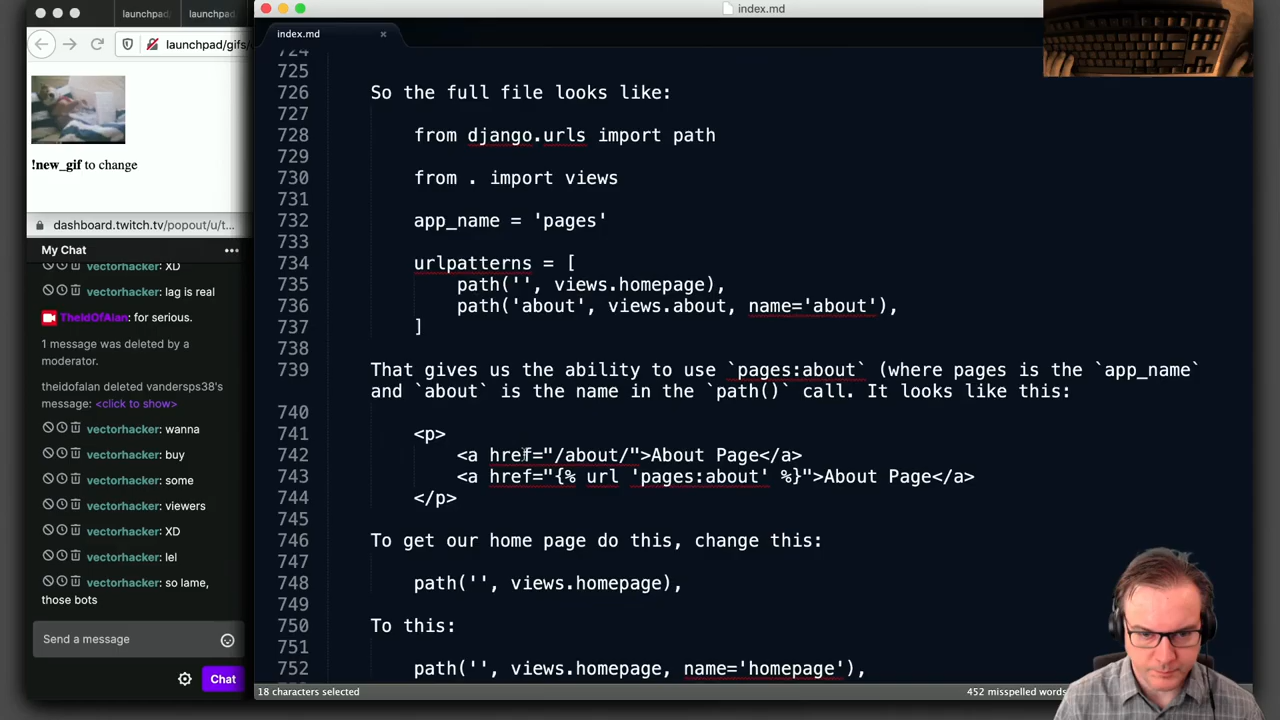 launchpad
launchpad
index.md
index.md
launchpad/gifs/
!new_gif to change
dashboard.twitch.tv/popout/u/t...
My Chat
vectorhacker: XD
vectorhacker: lag is real
TheIdOfAlan: for serious.
1 message was deleted by a
moderator.
theidofalan deleted vandersps38's
message: <click to show>
vectorhacker: wanna
vectorhacker: buy
vectorhacker: some
vectorhacker: viewers
vectorhacker: XD
vectorhacker: lel
vectorhacker: so lame,
those bots
Send a message
Chat
724
725
726 So the full file looks like:
727
728 from django.urls import path
729
730 from . import views
731
732 app_name = 'pages'
733
734 urlpatterns = [
735 path('', views.homepage),
736 path('about', views.about, name='about'),
737 ]
738
739 That gives us the ability to use `pages:about` (where pages is the `app_name`
and `about` is the name in the `path()` call. It looks like this:
740
741 <p>
742 <a href="/about/">About Page</a>
743 <a href="{% url 'pages:about' %}">About Page</a>
744 </p>
745
746 To get our home page do this, change this:
747
748 path('', views.homepage),
749
750 To this:
751
752 path('', views.homepage, name='homepage'),
18 characters selected
452 misspelled words